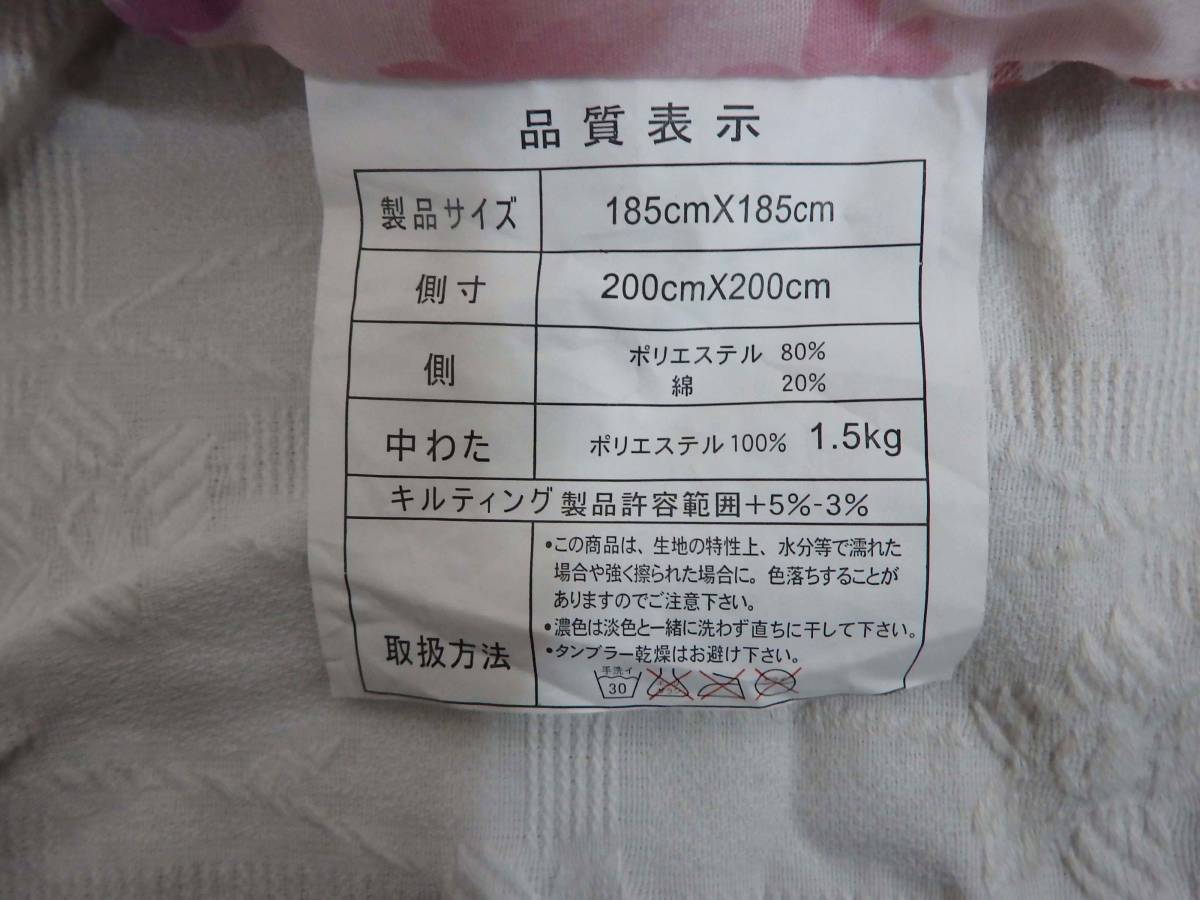 品質表示
製品サイズ 185cmX185cm
側寸 200cmX200cm
側 ポリエステル 80%
綿 20%
中わた ポリエステル100% 1.5kg
キルティング製品許容範囲+5%-3%
取扱方法
•この商品は、生地の特性上、水分等で濡れた
場合や強く擦られた場合に。色落ちすることが
ありますのでご注意下さい。
•濃色は淡色と一緒に洗わず直ちに干して下さい。
•タンブラー乾燥はお避け下さい。
手洗イ
30